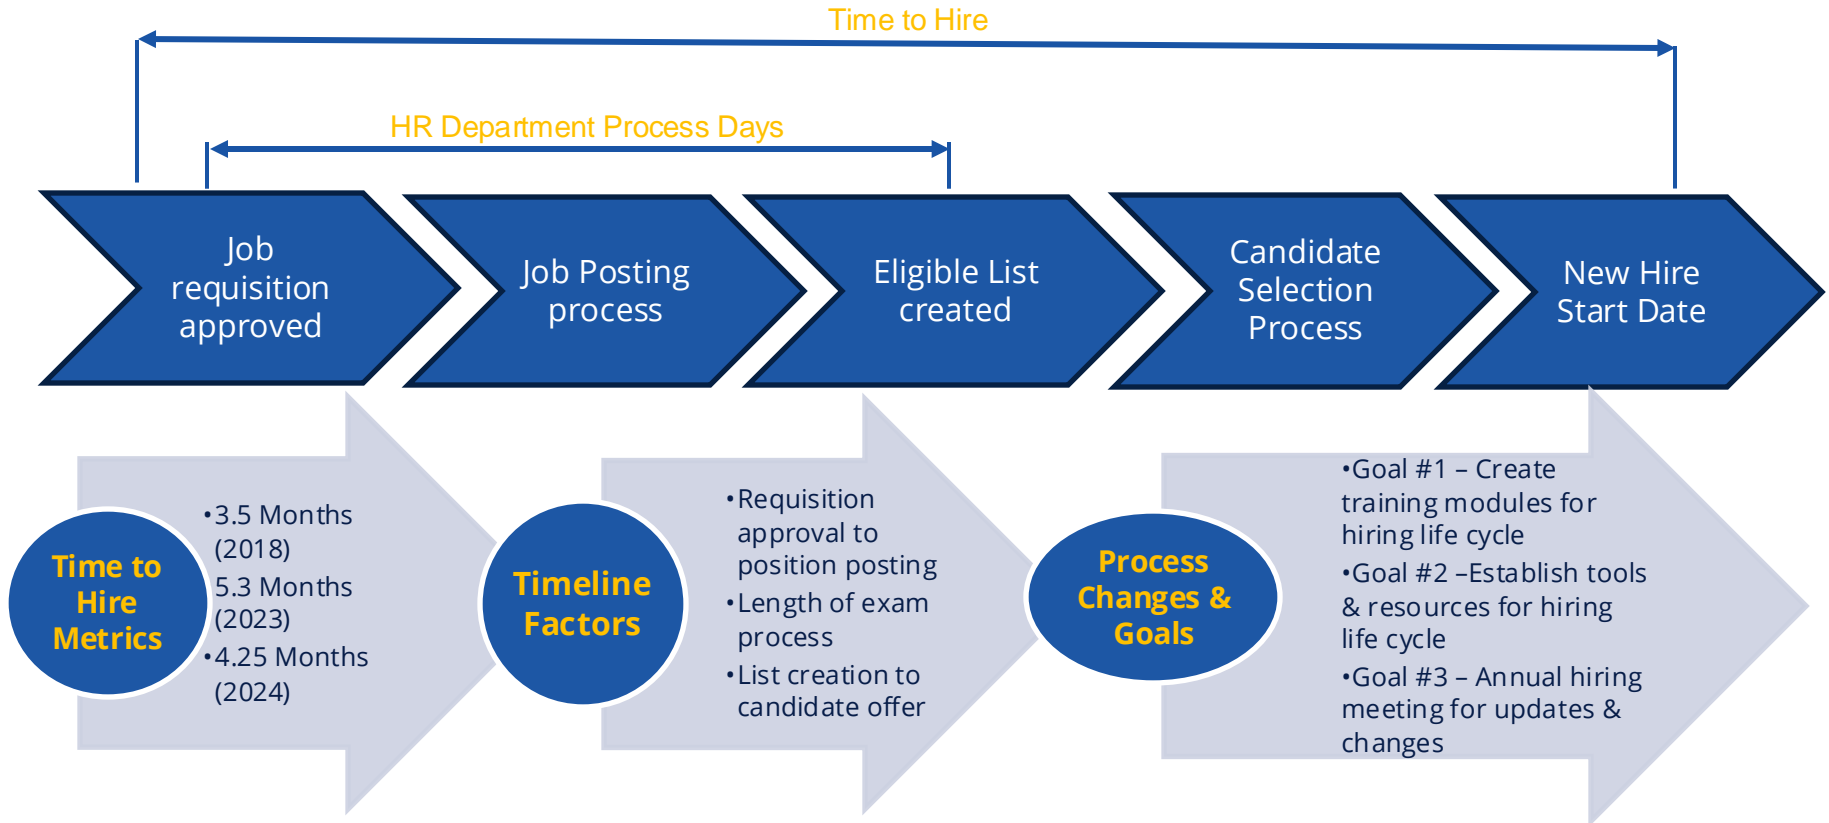 Time to Hire
HR Department Process Days
Job
requisition
approved
Job Posting
process
Eligible List
created
Candidate
Selection
Process
New Hire
Start Date
Time to
Hire
Metrics
•3.5 Months
(2018)
5.3 Months
(2023)
•4.25 Months
(2024)
Timeline
Factors
•Requisition
approval to
position posting
•Length of exam
process
•List creation to
candidate offer
Process
Changes &
Goals
•Goal #1 – Create
training modules for
hiring life cycle
•Goal #2 –Establish tools
& resources for hiring
life cycle
•Goal #3 – Annual hiring
meeting for updates &
changes